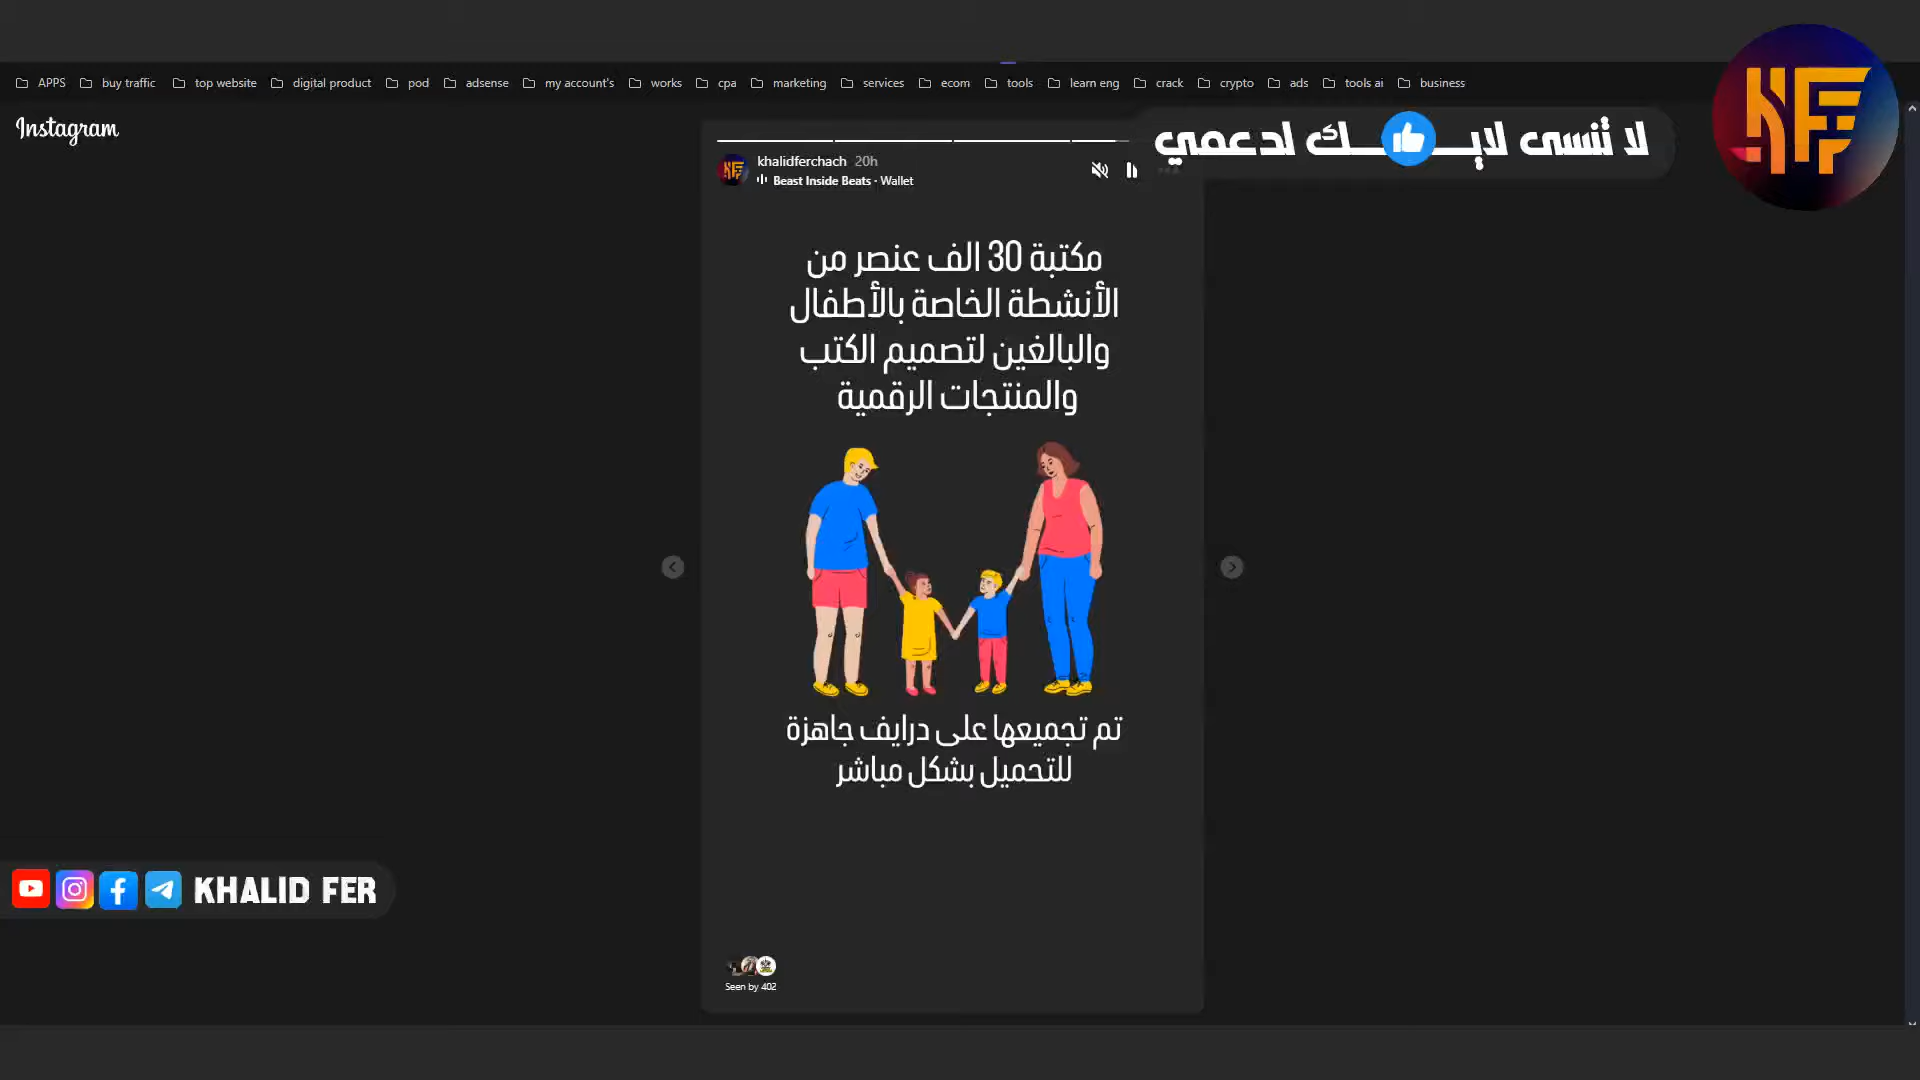 APPS buy traffic top website digital product pod adsense my account's works cpa marketing services ecom tools learn eng crack crypto ads tools ai business
Instagram
لا تنسى لايـــك لدعمي
KF
khalidferchach 20h
Beast Inside Beats · Wallet
مكتبة 30 الف عنصر من
الأنشطة الخاصة بالأطفال
والبالغين لتصميم الكتب
والمنتجات الرقمية
تم تجميعها على درايف جاهزة
للتحميل بشكل مباشر
KHALID FER
Seen by 402